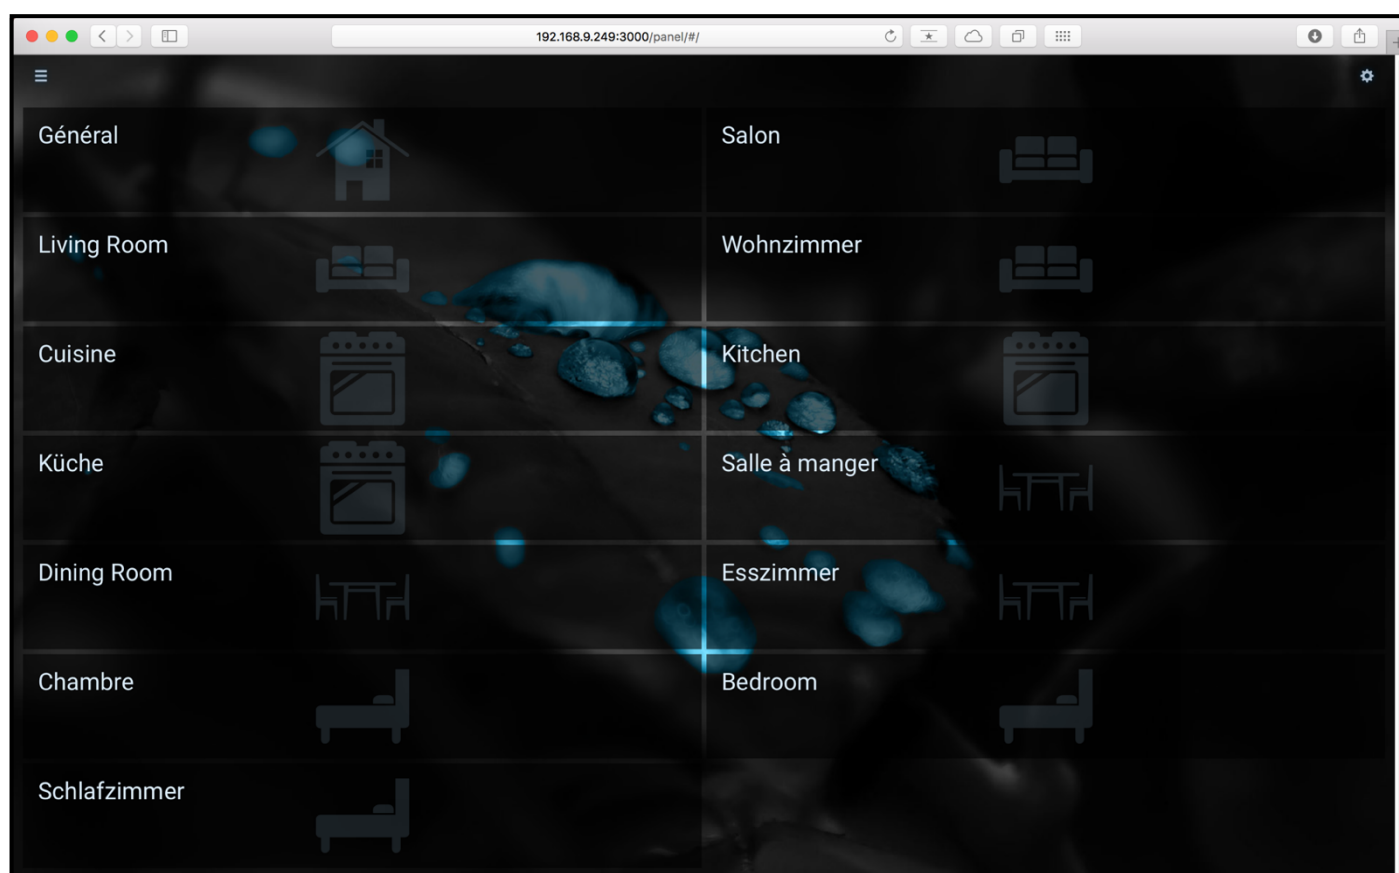 192.168.9.249:3000/panel/#/
Général
Salon
Living Room
Wohnzimmer
Cuisine
Kitchen
Küche
Salle à manger
Dining Room
Esszimmer
Chambre
Bedroom
Schlafzimmer